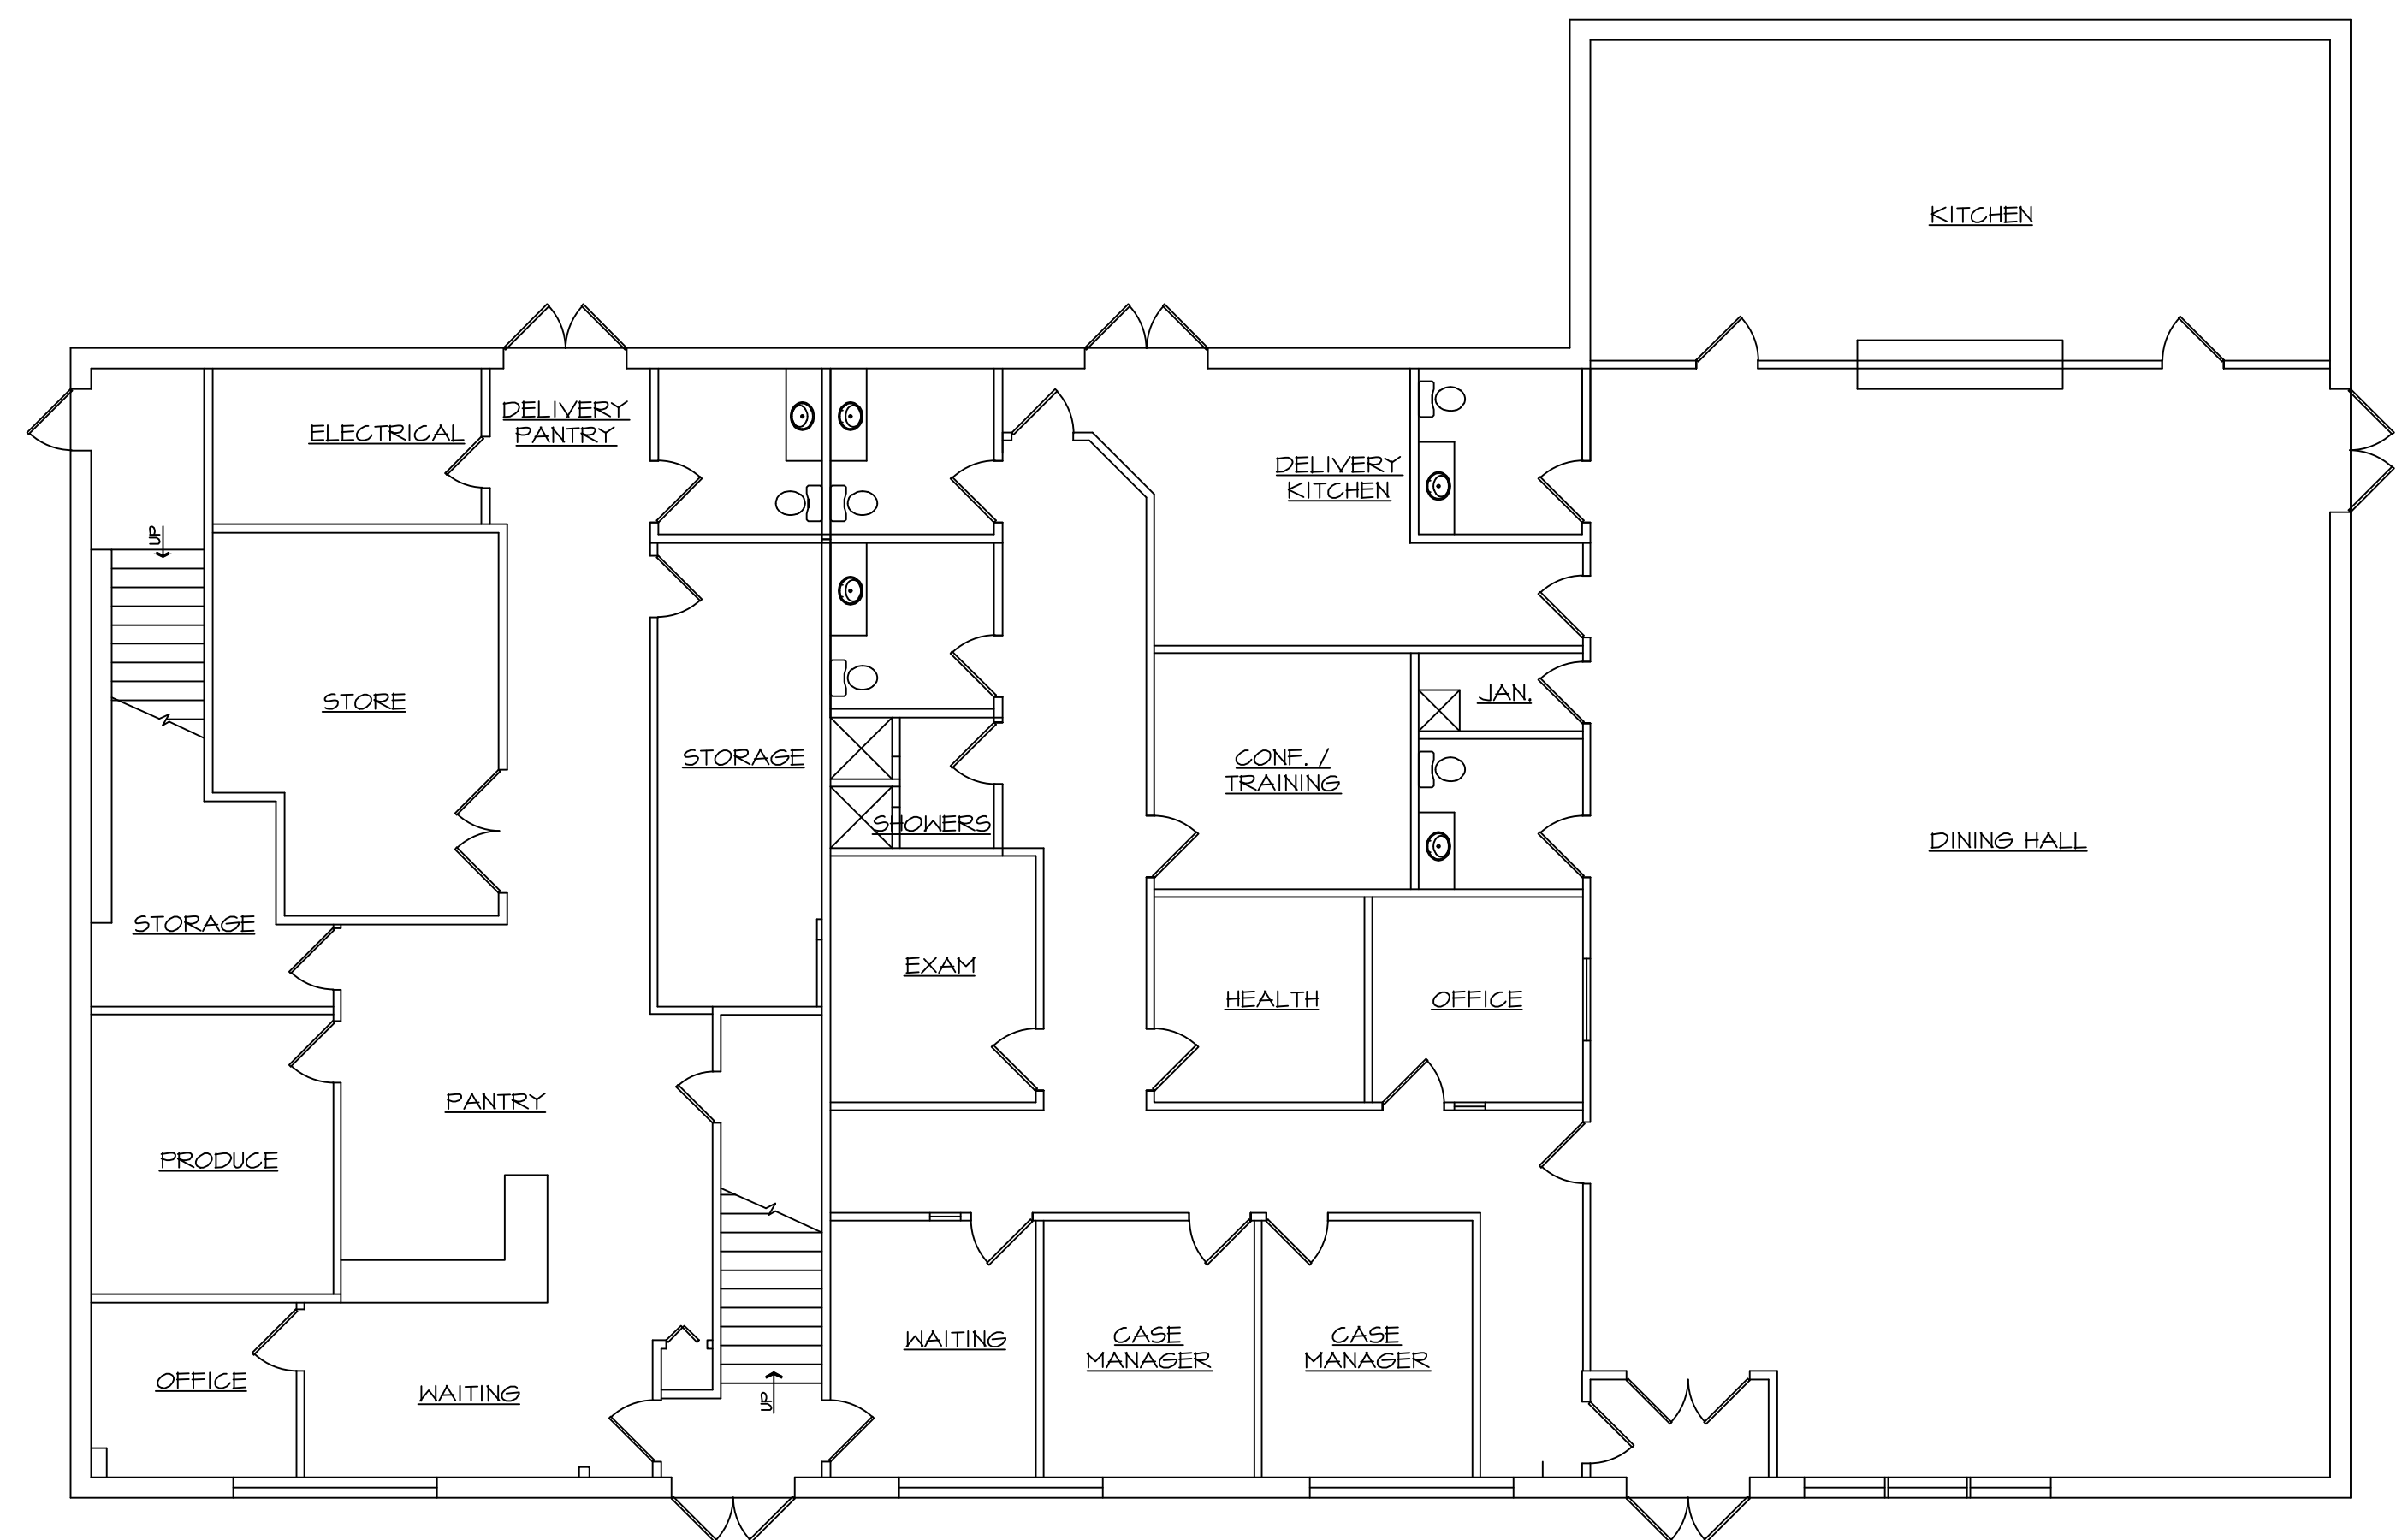 KITCHEN
DELIVERY
PANTRY
ELECTRICAL
DELIVERY
KITCHEN
UP
STORE
JAN.
STORAGE
CONF. /
TRAINING
SHOWERS
DINING HALL
STORAGE
EXAM
HEALTH
OFFICE
PANTRY
PRODUCE
WAITING
CASE
MANAGER
CASE
MANAGER
OFFICE
WAITING
UP